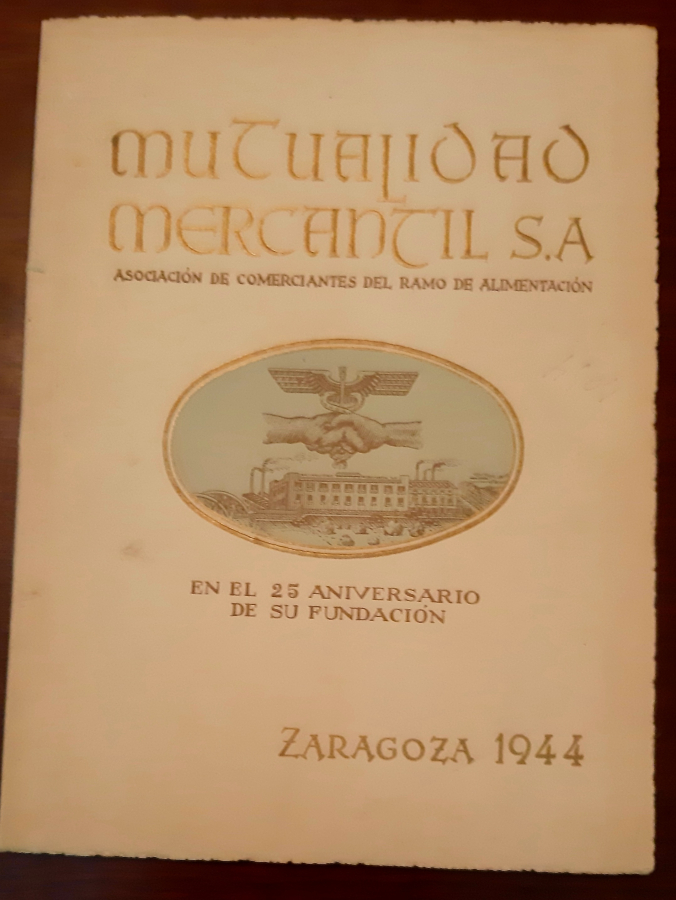 MUTUALIDAD
MERCANTIL S.A
ASOCIACIÓN DE COMERCIANTES DEL RAMO DE ALIMENTACIÓN
EN EL 25 ANIVERSARIO
DE SU FUNDACIÓN
ZARAGOZA 1944